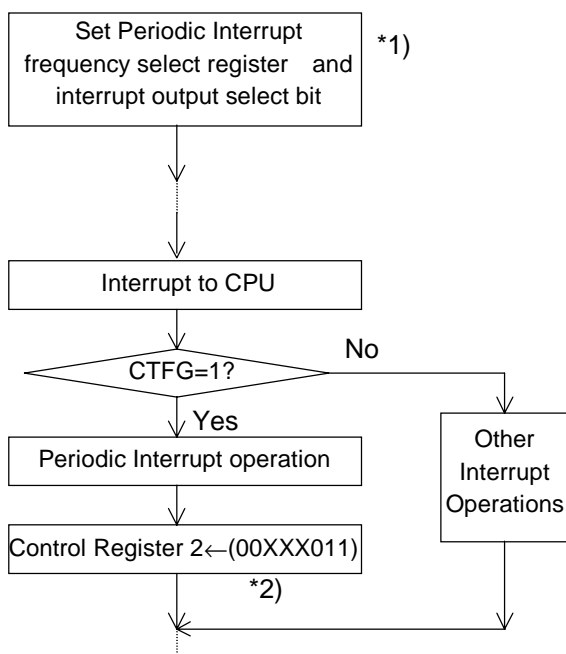 Set Periodic Interrupt
frequency select register and
interrupt output select bit
*1)
Interrupt to CPU
CTFG=1?
No
Yes
Periodic Interrupt operation
Other
Interrupt
Operations
Control Register 2←(00XXX011)
*2)